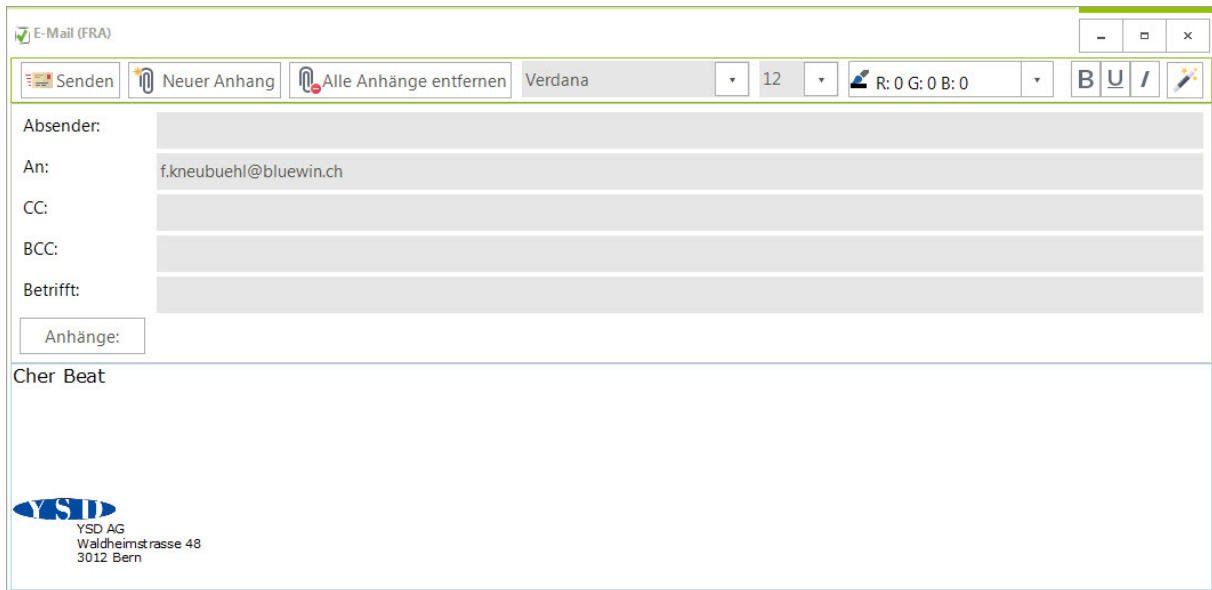 E-Mail (FRA)
Senden Neuer Anhang Alle Anhänge entfernen Verdana 12 R: 0 G: 0 B: 0 B U I
Absender:
An: f.kneubuehl@bluewin.ch
CC:
BCC:
Betrifft:
Anhänge:
Cher Beat
YSD
YSD AG
Waldheimstrasse 48
3012 Bern